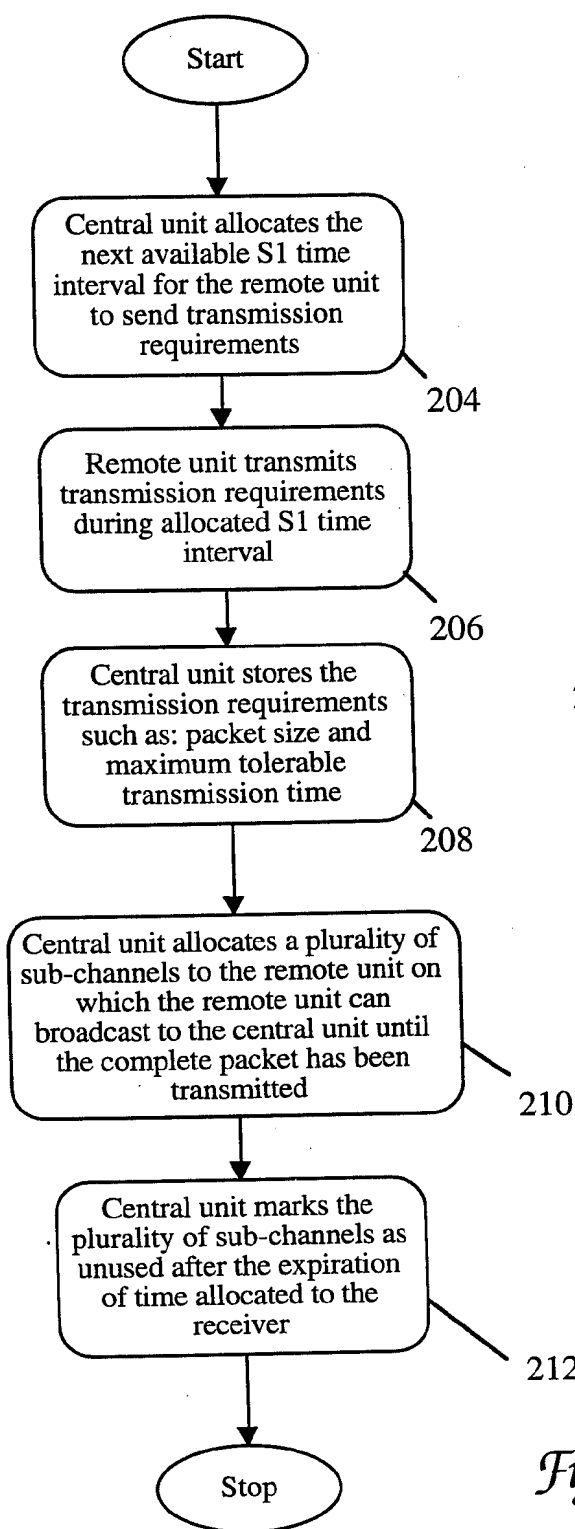 Start
Central unit allocates the
next available S1 time
interval for the remote unit
to send transmission
requirements
204
Remote unit transmits
transmission requirements
during allocated S1 time
interval
206
Central unit stores the
transmission requirements
such as: packet size and
maximum tolerable
transmission time
208
Central unit allocates a plurality of
sub-channels to the remote unit on
which the remote unit can
broadcast to the central unit until
the complete packet has been
transmitted
210
Central unit marks the
plurality of sub-channels as
unused after the expiration
of time allocated to the
receiver
212
Stop